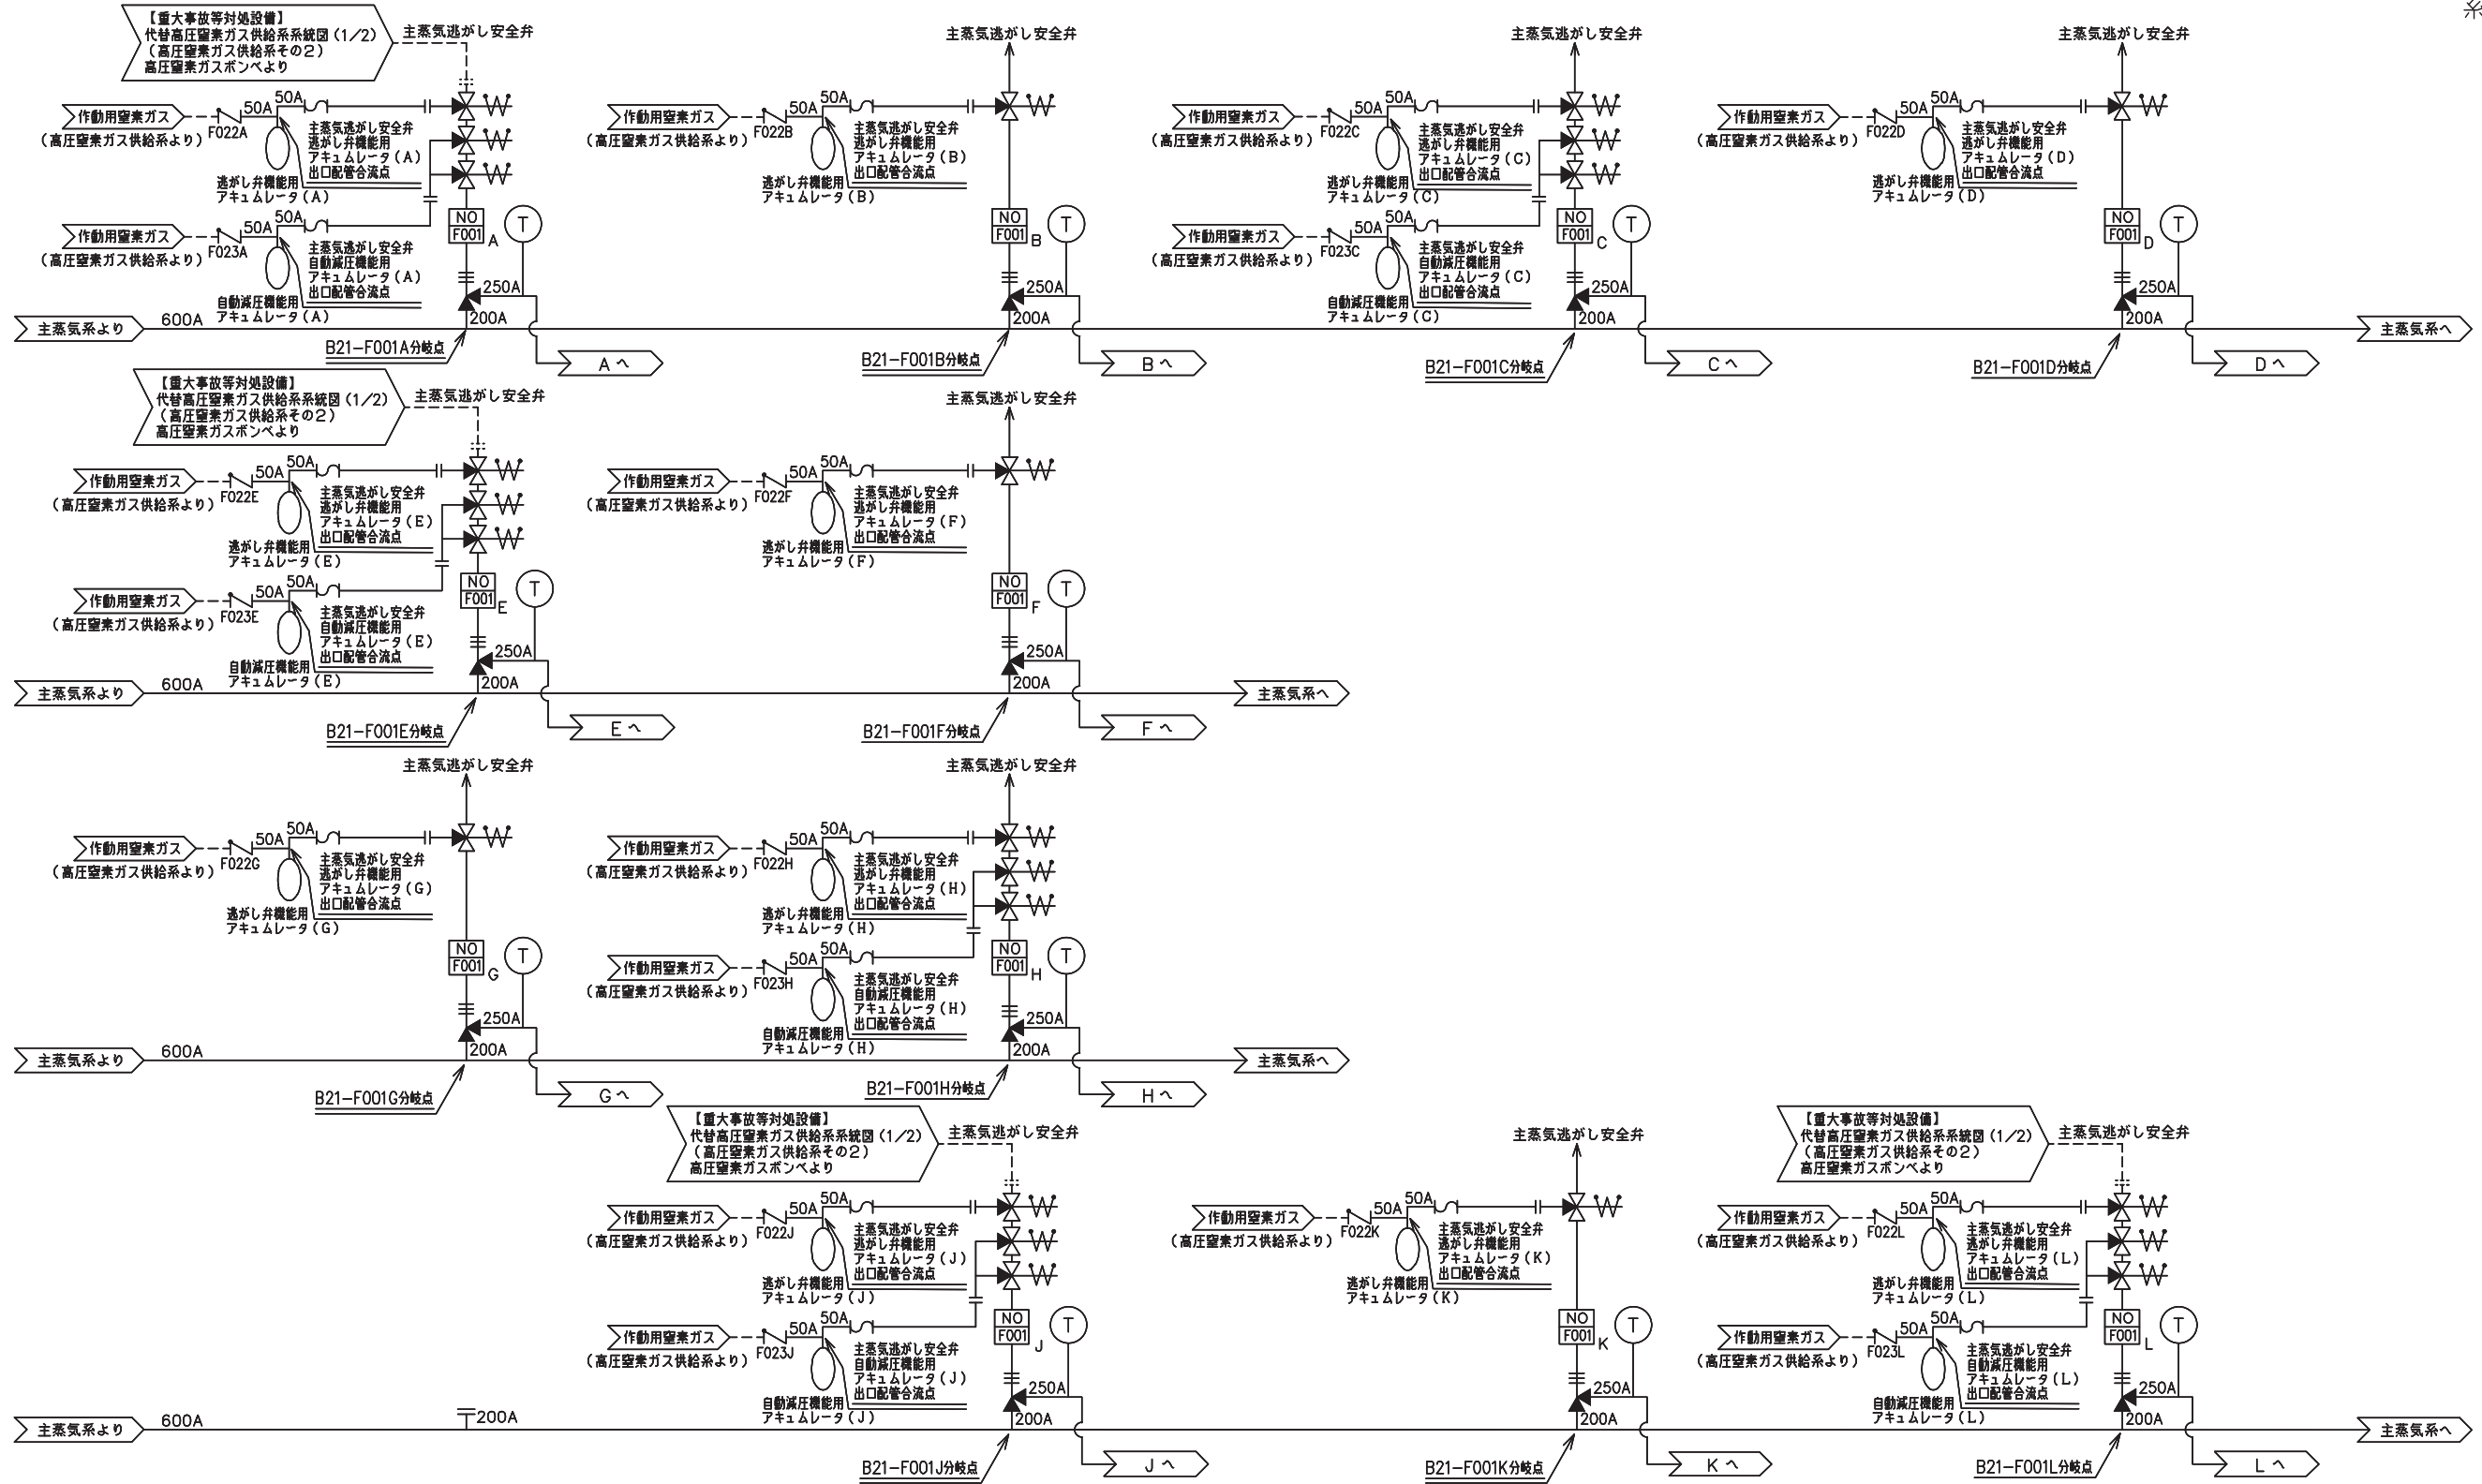 【重大事故等対処設備】
代替高圧窒素ガス供給系系統図(1/2)
(高圧窒素ガス供給系その2)
高圧窒素ガスボンベより
主蒸気逃がし安全弁
作動用窒素ガス
(高圧窒素ガス供給系より)
F022A
50A
50A
主蒸気逃がし安全弁
逃がし弁機能用
アキュムレータ(A)
出口配管合流点
逃がし弁機能用
アキュムレータ(A)
作動用窒素ガス
(高圧窒素ガス供給系より)
F023A
50A
50A
主蒸気逃がし安全弁
自動減圧機能用
アキュムレータ(A)
出口配管合流点
自動減圧機能用
アキュムレータ(A)
NO
F001
A
T
250A
200A
主蒸気系より
600A
B21-F001A分岐点
Aへ
主蒸気逃がし安全弁
作動用窒素ガス
(高圧窒素ガス供給系より)
F022B
50A
50A
主蒸気逃がし安全弁
逃がし弁機能用
アキュムレータ(B)
出口配管合流点
逃がし弁機能用
アキュムレータ(B)
NO
F001
B
T
250A
200A
B21-F001B分岐点
Bへ
主蒸気逃がし安全弁
作動用窒素ガス
(高圧窒素ガス供給系より)
F022C
50A
50A
主蒸気逃がし安全弁
逃がし弁機能用
アキュムレータ(C)
出口配管合流点
逃がし弁機能用
アキュムレータ(C)
作動用窒素ガス
(高圧窒素ガス供給系より)
F023C
50A
50A
主蒸気逃がし安全弁
自動減圧機能用
アキュムレータ(C)
出口配管合流点
自動減圧機能用
アキュムレータ(C)
NO
F001
C
T
250A
200A
B21-F001C分岐点
Cへ
主蒸気逃がし安全弁
作動用窒素ガス
(高圧窒素ガス供給系より)
F022D
50A
50A
主蒸気逃がし安全弁
逃がし弁機能用
アキュムレータ(D)
出口配管合流点
逃がし弁機能用
アキュムレータ(D)
NO
F001
D
T
250A
200A
主蒸気系へ
B21-F001D分岐点
Dへ
【重大事故等対処設備】
代替高圧窒素ガス供給系系統図(1/2)
(高圧窒素ガス供給系その2)
高圧窒素ガスボンベより
主蒸気逃がし安全弁
作動用窒素ガス
(高圧窒素ガス供給系より)
F022E
50A
50A
主蒸気逃がし安全弁
逃がし弁機能用
アキュムレータ(E)
出口配管合流点
逃がし弁機能用
アキュムレータ(E)
作動用窒素ガス
(高圧窒素ガス供給系より)
F023E
50A
50A
主蒸気逃がし安全弁
自動減圧機能用
アキュムレータ(E)
出口配管合流点
自動減圧機能用
アキュムレータ(E)
NO
F001
E
T
250A
200A
主蒸気系より
600A
B21-F001E分岐点
Eへ
主蒸気逃がし安全弁
作動用窒素ガス
(高圧窒素ガス供給系より)
F022F
50A
50A
主蒸気逃がし安全弁
逃がし弁機能用
アキュムレータ(F)
出口配管合流点
逃がし弁機能用
アキュムレータ(F)
NO
F001
F
T
250A
200A
主蒸気系へ
B21-F001F分岐点
Fへ
主蒸気逃がし安全弁
作動用窒素ガス
(高圧窒素ガス供給系より)
F022G
50A
50A
主蒸気逃がし安全弁
逃がし弁機能用
アキュムレータ(G)
出口配管合流点
逃がし弁機能用
アキュムレータ(G)
NO
F001
G
T
250A
200A
主蒸気系より
600A
B21-F001G分岐点
Gへ
主蒸気逃がし安全弁
作動用窒素ガス
(高圧窒素ガス供給系より)
F022H
50A
50A
主蒸気逃がし安全弁
逃がし弁機能用
アキュムレータ(H)
出口配管合流点
逃がし弁機能用
アキュムレータ(H)
作動用窒素ガス
(高圧窒素ガス供給系より)
F023H
50A
50A
主蒸気逃がし安全弁
自動減圧機能用
アキュムレータ(H)
出口配管合流点
自動減圧機能用
アキュムレータ(H)
NO
F001
H
T
250A
200A
主蒸気系へ
B21-F001H分岐点
Hへ
【重大事故等対処設備】
代替高圧窒素ガス供給系系統図(1/2)
(高圧窒素ガス供給系その2)
高圧窒素ガスボンベより
主蒸気逃がし安全弁
作動用窒素ガス
(高圧窒素ガス供給系より)
F022J
50A
50A
主蒸気逃がし安全弁
逃がし弁機能用
アキュムレータ(J)
出口配管合流点
逃がし弁機能用
アキュムレータ(J)
作動用窒素ガス
(高圧窒素ガス供給系より)
F023J
50A
50A
主蒸気逃がし安全弁
自動減圧機能用
アキュムレータ(J)
出口配管合流点
自動減圧機能用
アキュムレータ(J)
NO
F001
J
T
250A
200A
主蒸気系より
600A
200A
B21-F001J分岐点
Jへ
主蒸気逃がし安全弁
作動用窒素ガス
(高圧窒素ガス供給系より)
F022K
50A
50A
主蒸気逃がし安全弁
逃がし弁機能用
アキュムレータ(K)
出口配管合流点
逃がし弁機能用
アキュムレータ(K)
NO
F001
K
T
250A
200A
B21-F001K分岐点
Kへ
【重大事故等対処設備】
代替高圧窒素ガス供給系系統図(1/2)
(高圧窒素ガス供給系その2)
高圧窒素ガスボンベより
主蒸気逃がし安全弁
作動用窒素ガス
(高圧窒素ガス供給系より)
F022L
50A
50A
主蒸気逃がし安全弁
逃がし弁機能用
アキュムレータ(L)
出口配管合流点
逃がし弁機能用
アキュムレータ(L)
作動用窒素ガス
(高圧窒素ガス供給系より)
F023L
50A
50A
主蒸気逃がし安全弁
自動減圧機能用
アキュムレータ(L)
出口配管合流点
自動減圧機能用
アキュムレータ(L)
NO
F001
L
T
250A
200A
主蒸気系へ
B21-F001L分岐点
Lへ